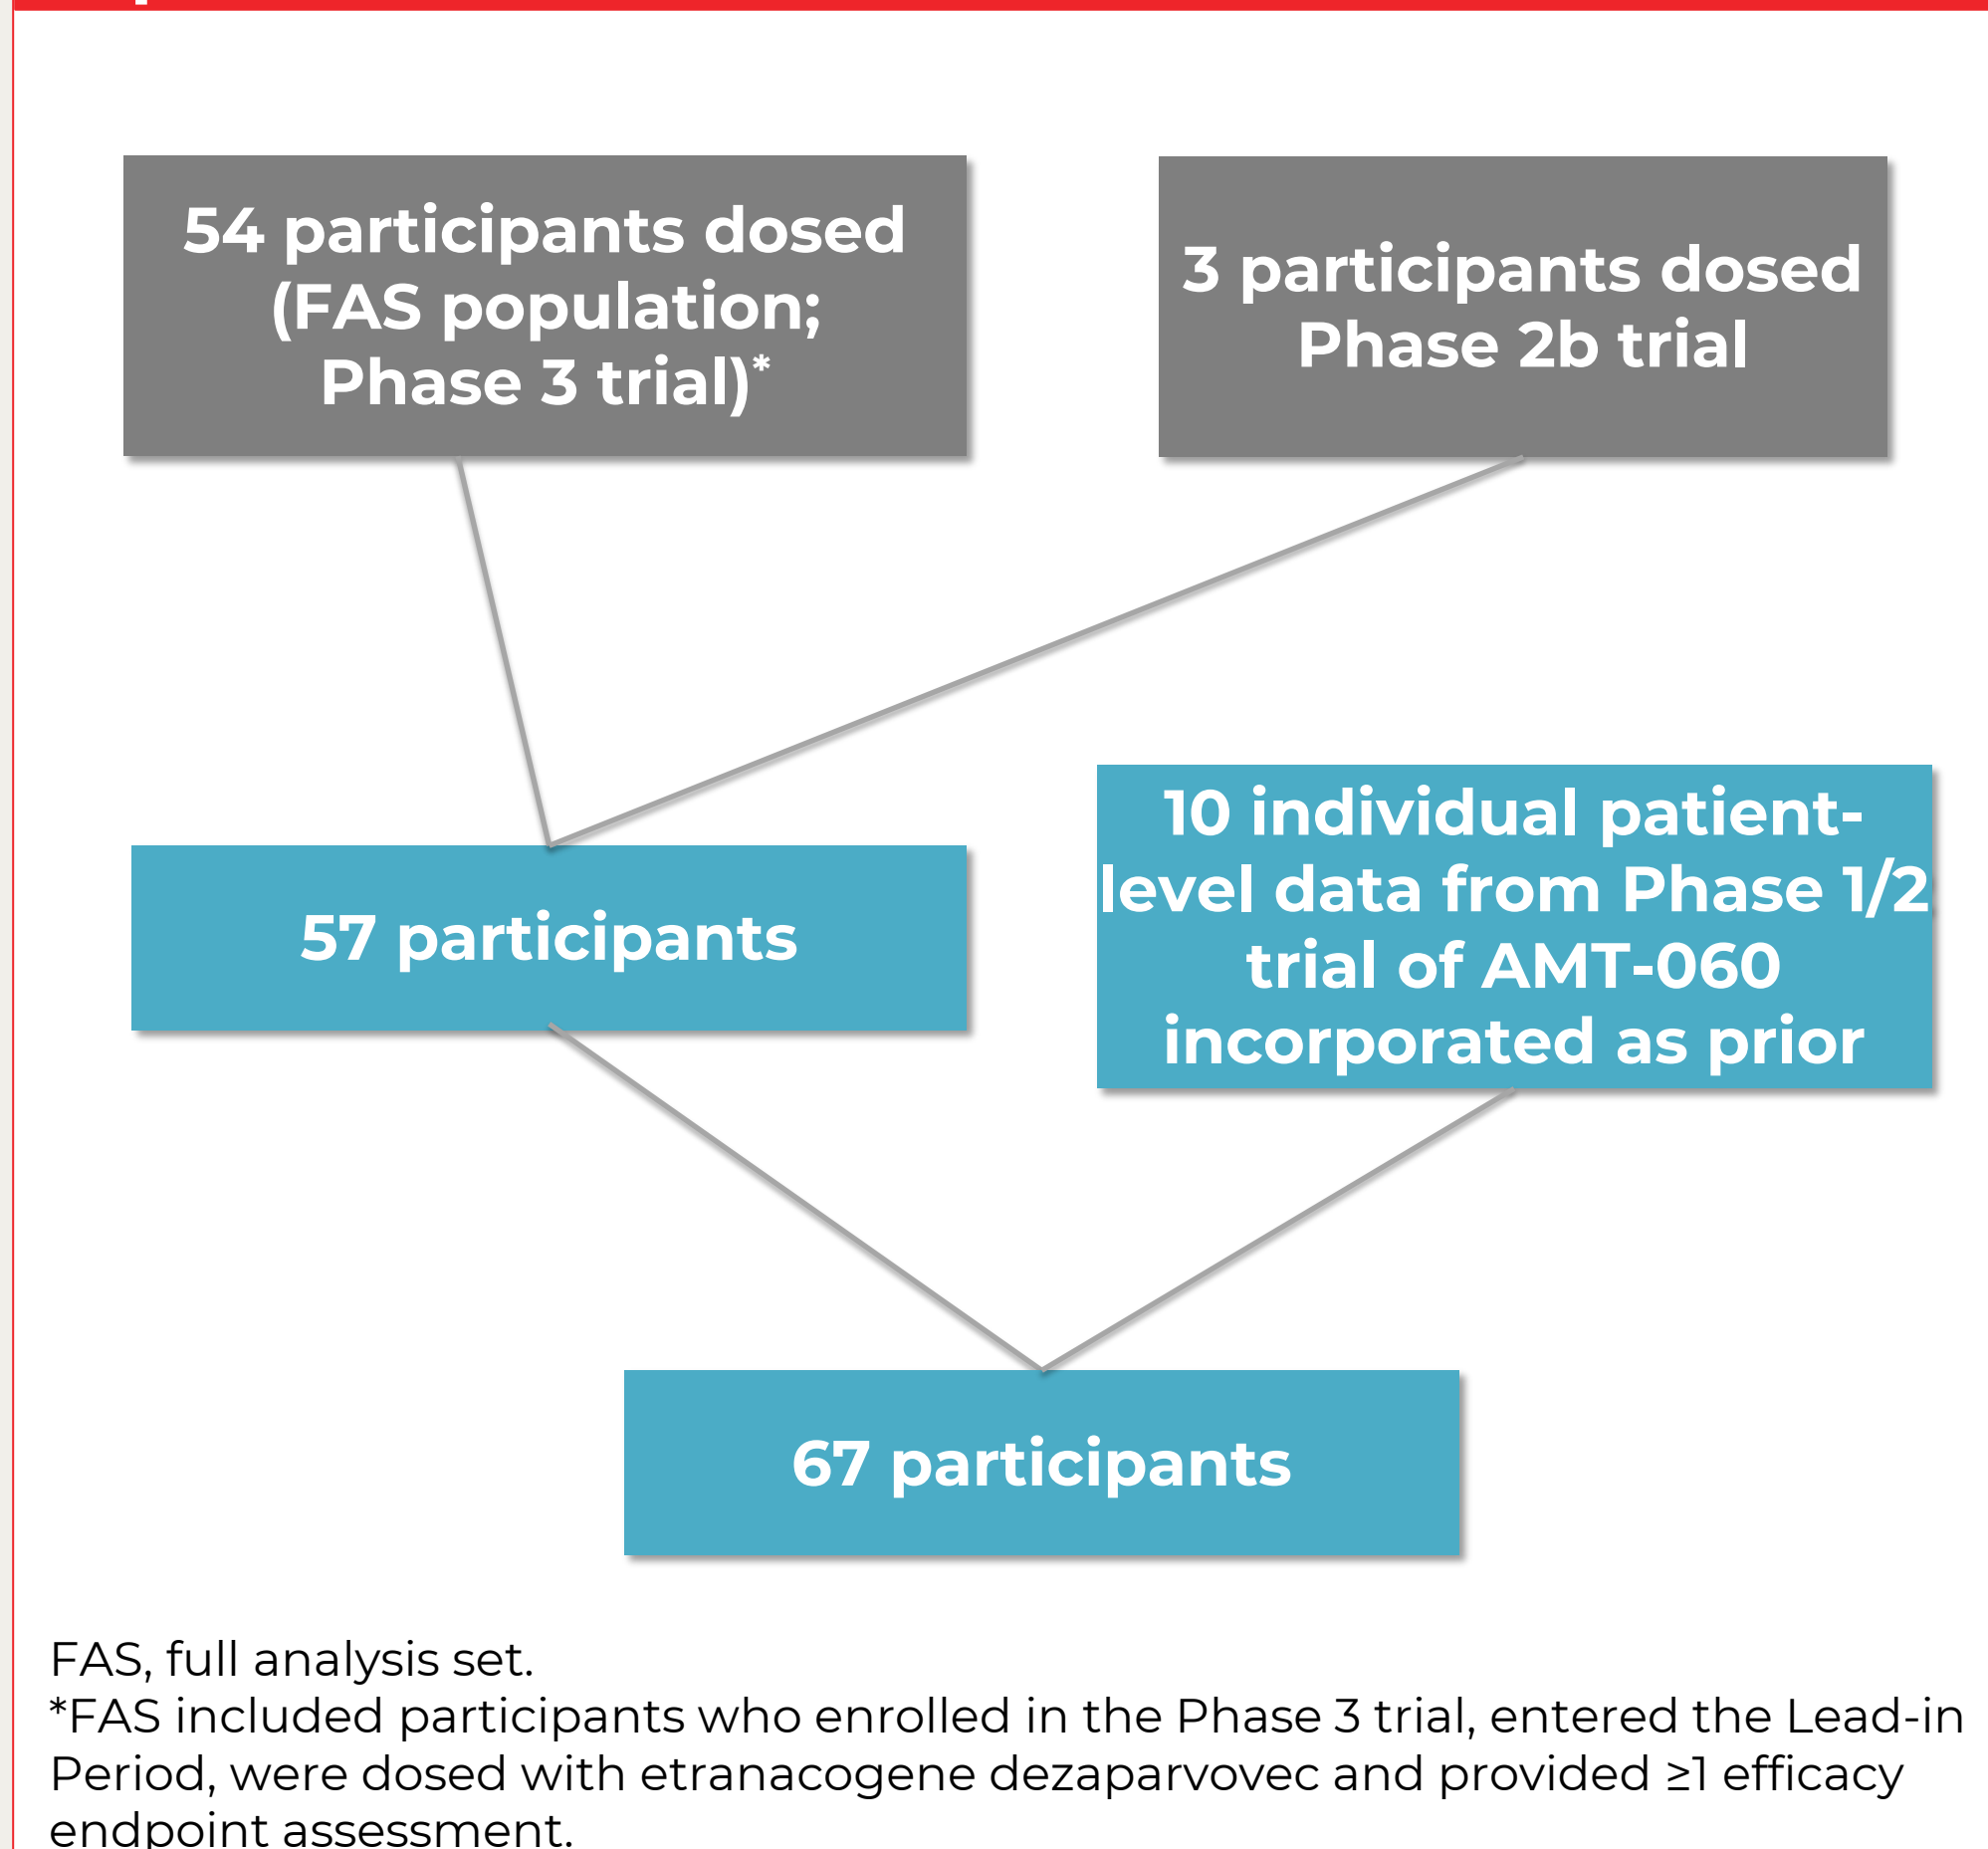 54 participants dosed
(FAS population;
Phase 3 trial)*
3 participants dosed
Phase 2b trial
57 participants
10 individual patient-
level data from Phase 1/2
trial of AMT-060
incorporated as prior
67 participants
FAS, full analysis set.
*FAS included participants who enrolled in the Phase 3 trial, entered the Lead-in
Period, were dosed with etranacogene dezaparvovec and provided ≥1 efficacy
endpoint assessment.